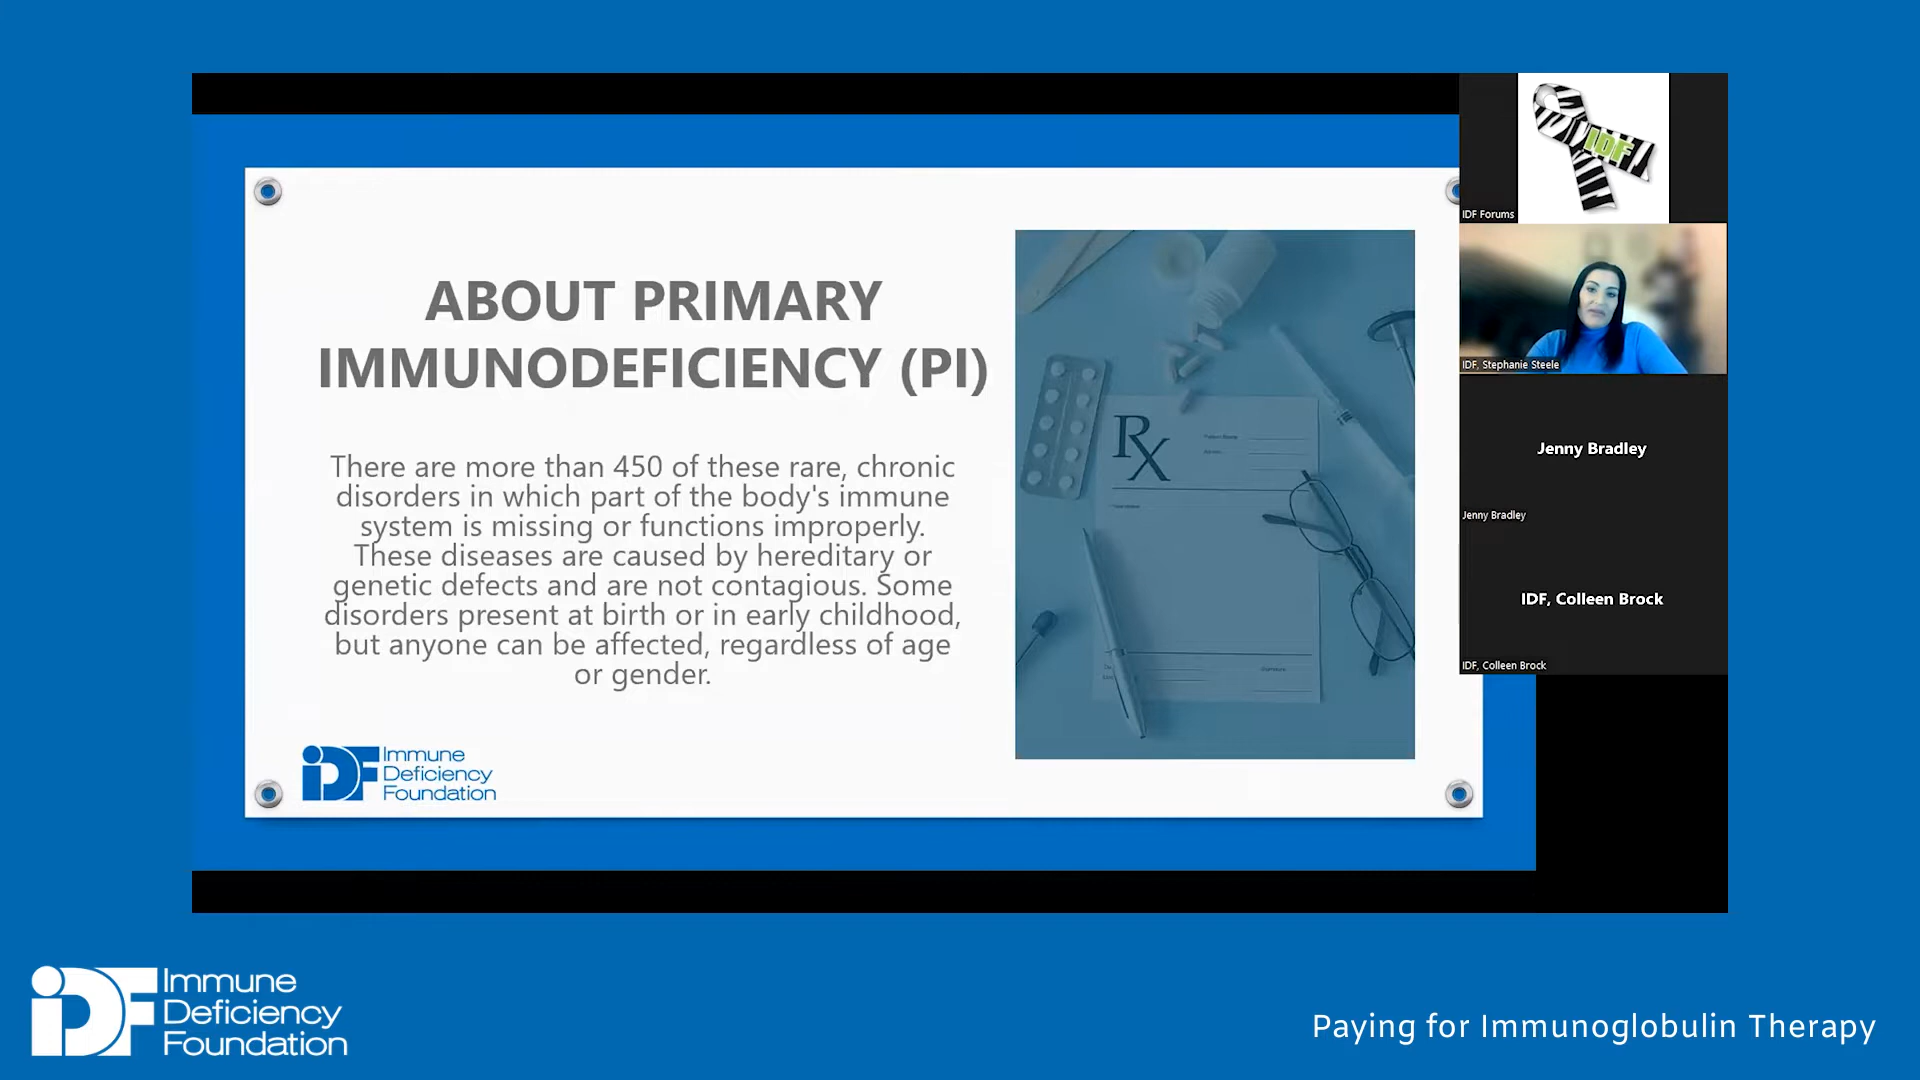 ABOUT PRIMARY
IMMUNODEFICIENCY (PI)
There are more than 450 of these rare, chronic
disorders in which part of the body's immune
system is missing or functions improperly.
These diseases are caused by hereditary or
genetic defects and are not contagious. Some
disorders present at birth or in early childhood,
but anyone can be affected, regardless of age
or gender.
iDF Immune
Deficiency
Foundation
Rx
IDF
IDF Forums
IDF, Stephanie Steele
Jenny Bradley
Jenny Bradley
IDF, Colleen Brock
IDF, Colleen Brock
iDF Immune
Deficiency
Foundation
Paying for Immunoglobulin Therapy